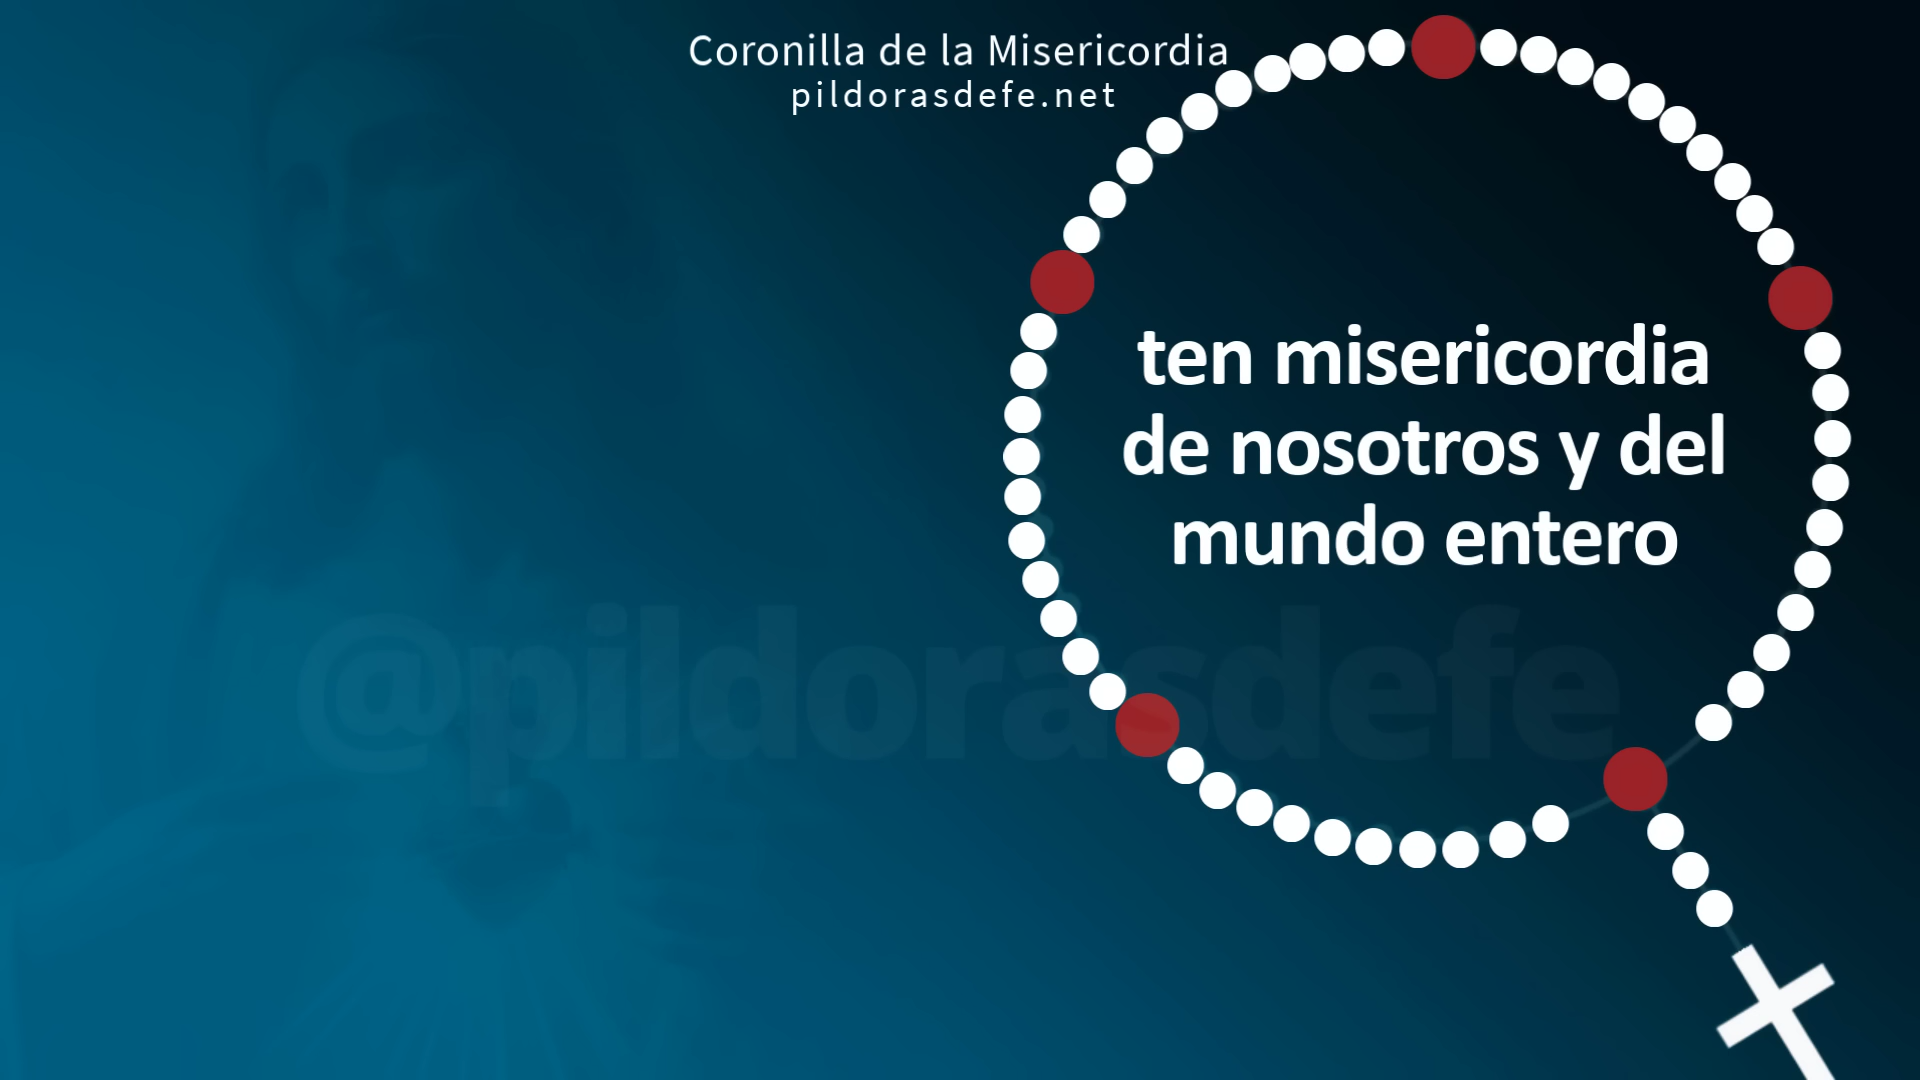 Coronilla de la Misericordia
pildorasdefe.net
ten misericordia
de nosotros y del
mundo entero
@pildorasdefe